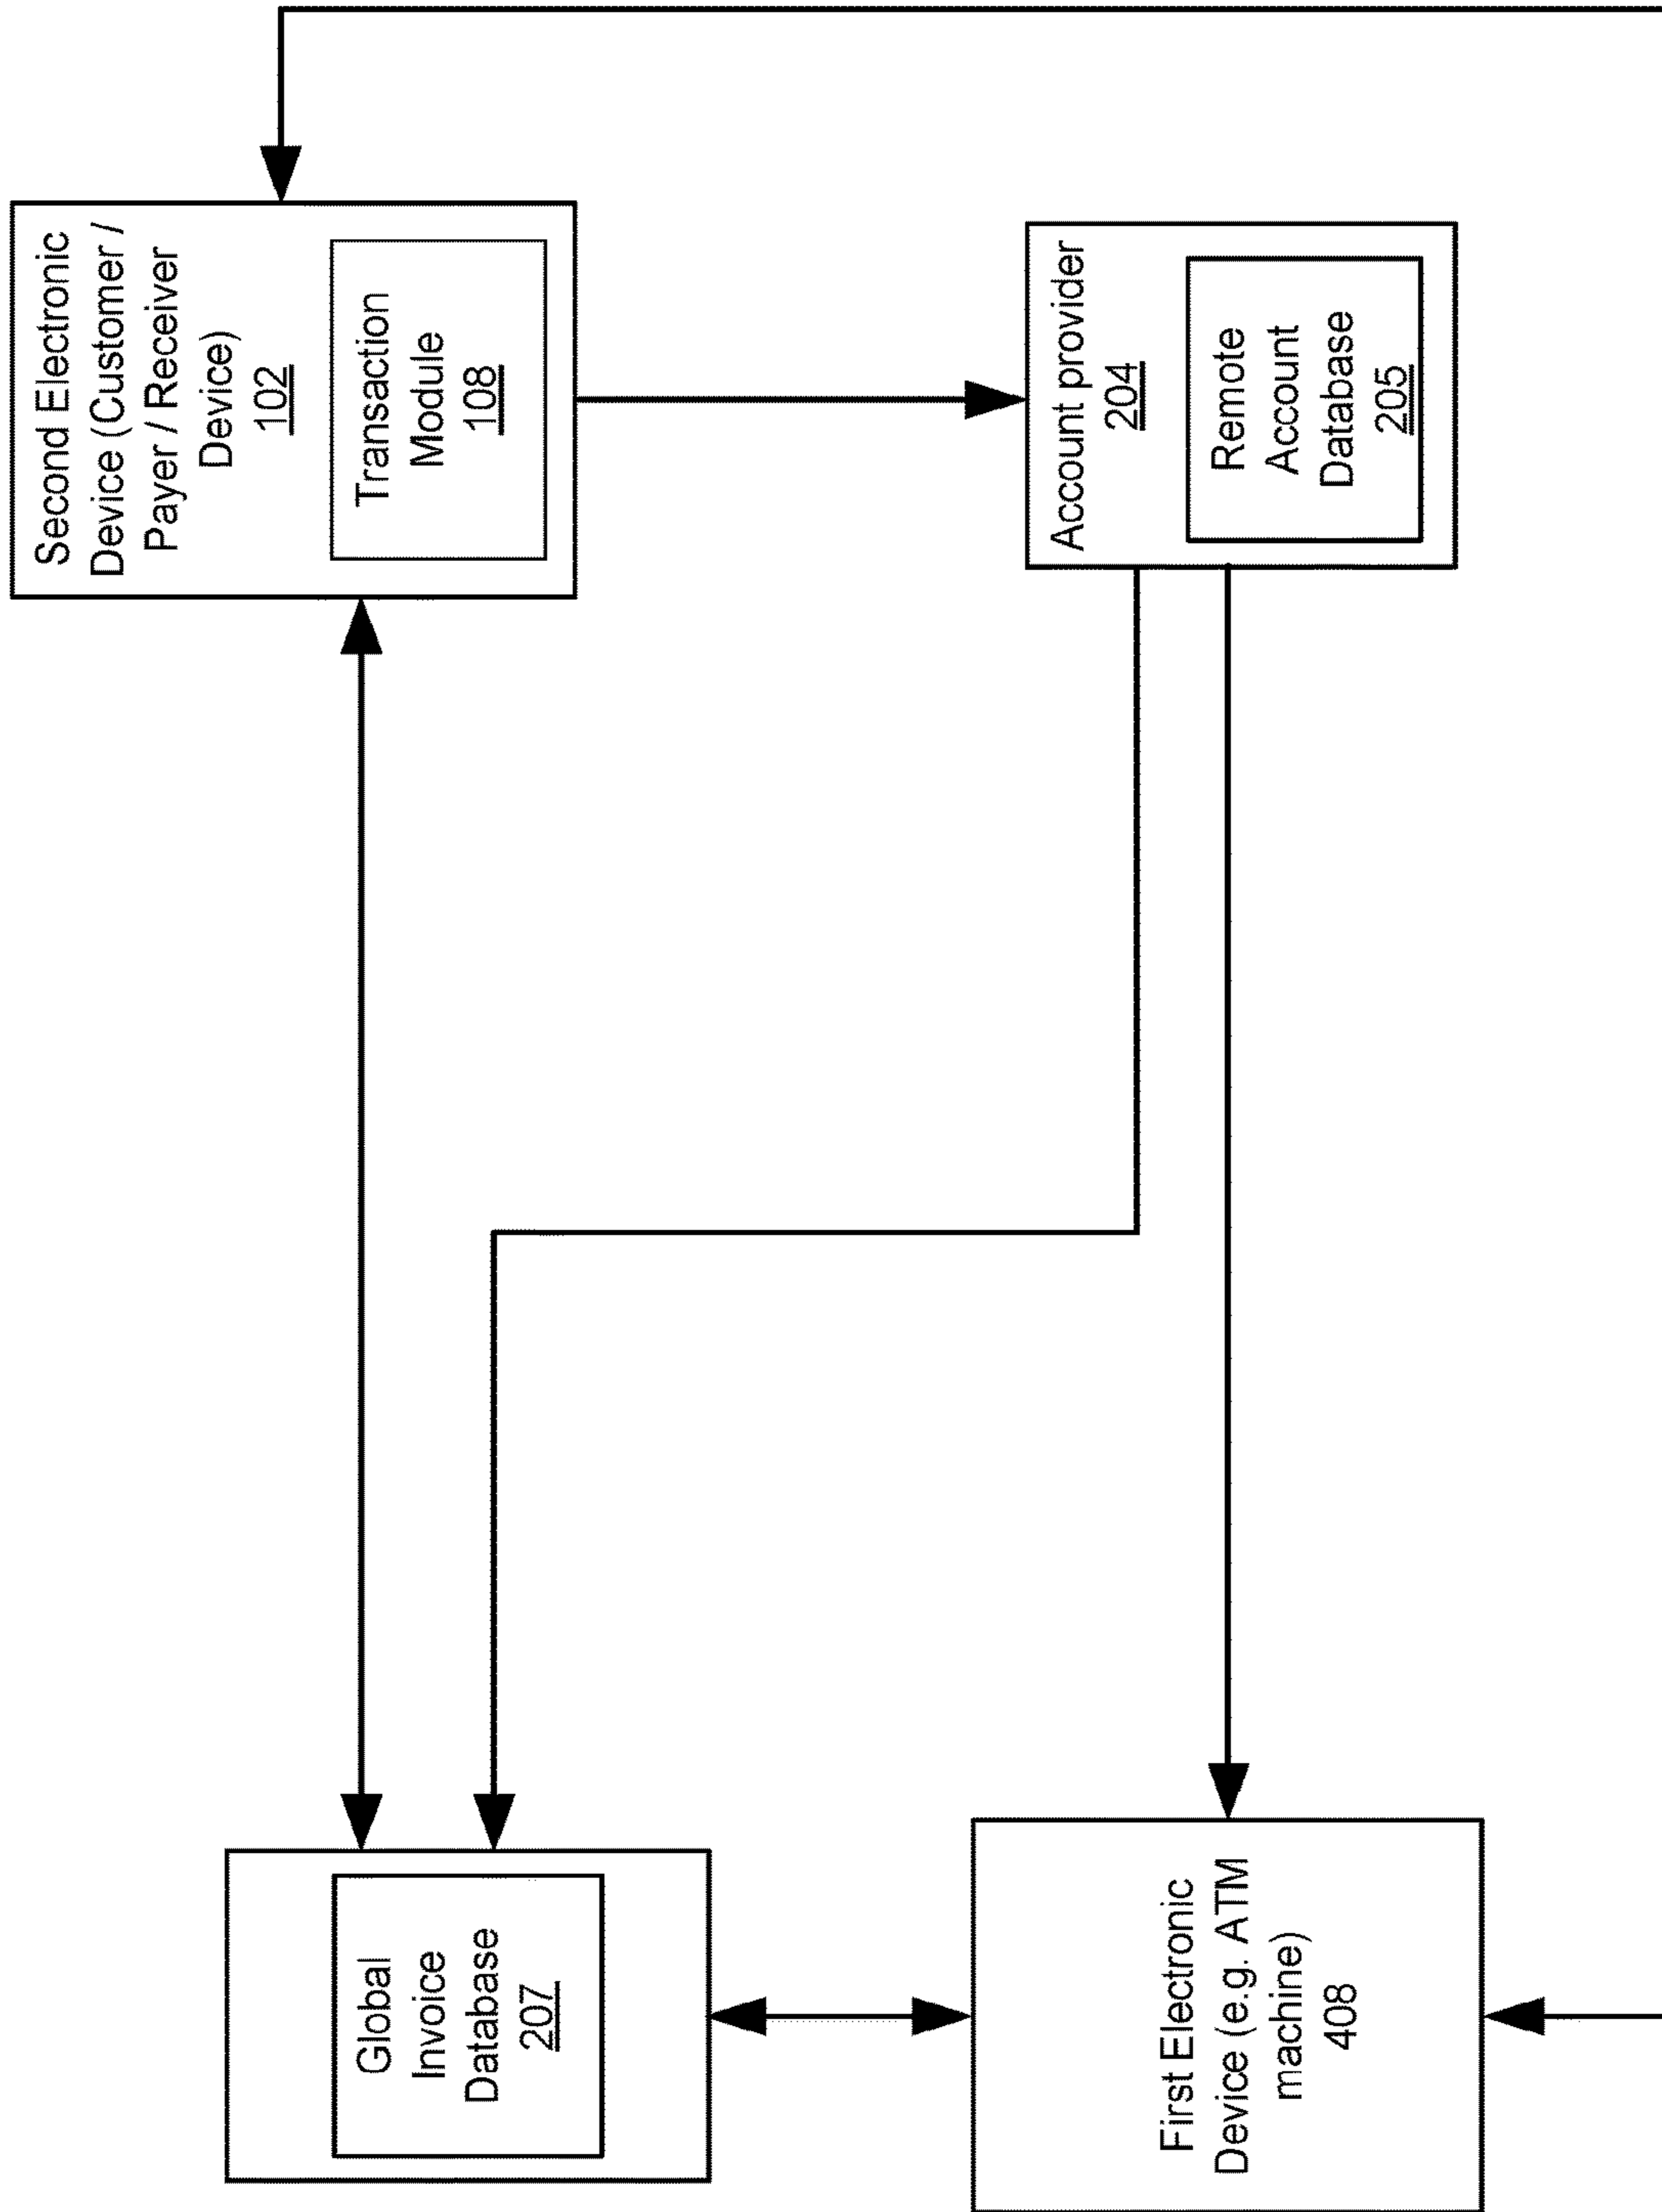 Global
Invoice
Database
207
Second Electronic
Device (Customer /
Payer / Receiver
Device)
102
Transaction
Module
108
First Electronic
Device (e.g. ATM
machine)
408
Account provider
204
Remote
Account
Database
205